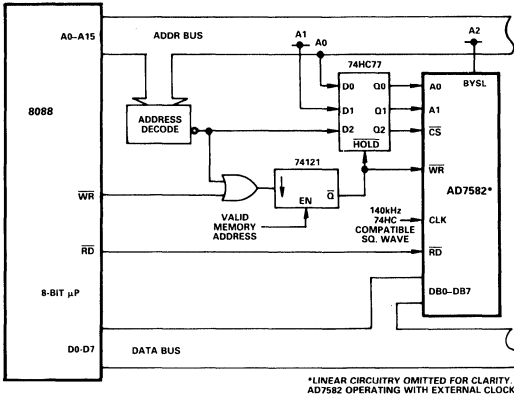 A0–A15
ADDR BUS
A1
A0
A2
74HC77
8088
ADDRESS
DECODE
D0 Q0
D1 Q1
D2 Q2
HOLD
A0 BYSL
A1
CS
WR
AD7582*
CLK
RD
DB0–DB7
74121
EN
Q
WR
VALID
MEMORY
ADDRESS
140kHz
74HC
COMPATIBLE
SQ. WAVE
RD
8-BIT μP
D0-D7
DATA BUS
*LINEAR CIRCUITRY OMITTED FOR CLARITY.
AD7582 OPERATING WITH EXTERNAL CLOCK